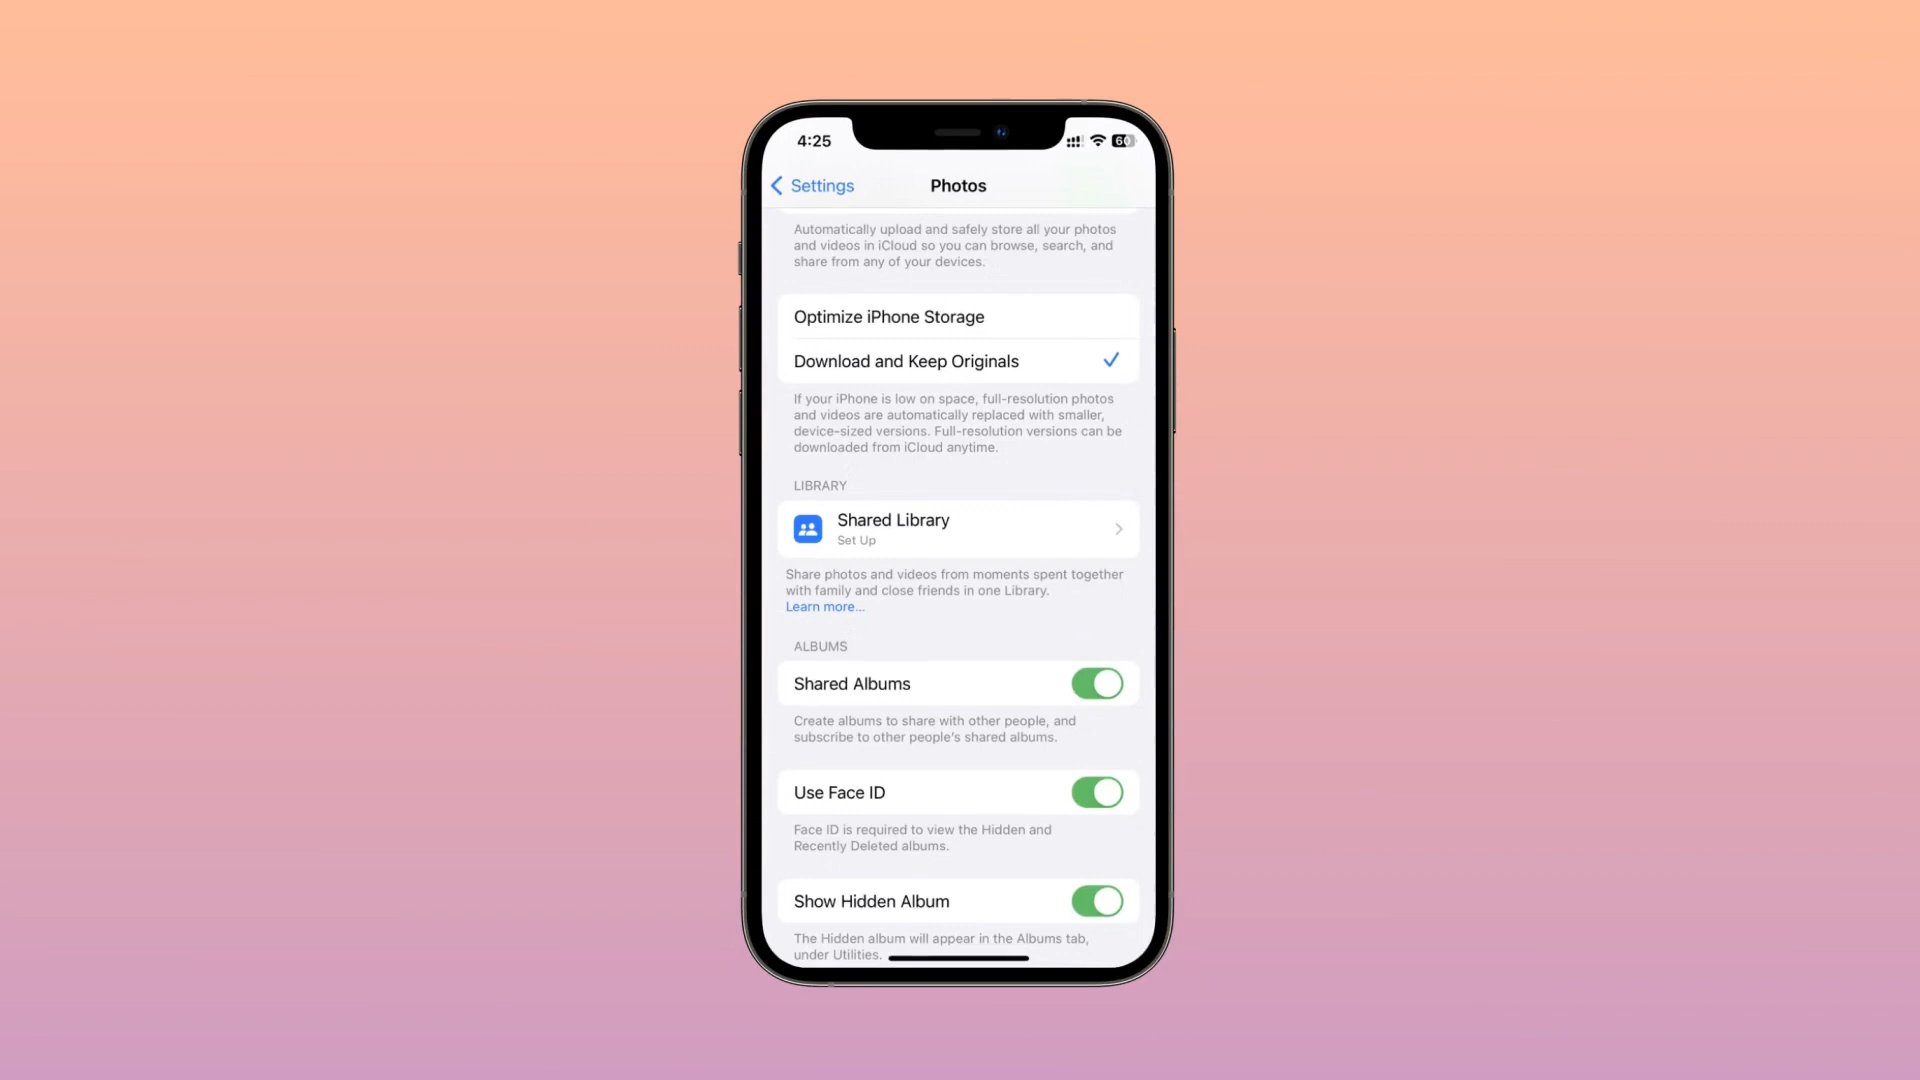 4:25
60
Settings
Photos
Automatically upload and safely store all your photos
and videos in iCloud so you can browse, search, and
share from any of your devices.
Optimize iPhone Storage
Download and Keep Originals
If your iPhone is low on space, full-resolution photos
and videos are automatically replaced with smaller,
device-sized versions. Full-resolution versions can be
downloaded from iCloud anytime.
LIBRARY
Shared Library
Set Up
Share photos and videos from moments spent together
with family and close friends in one Library.
Learn more...
ALBUMS
Shared Albums
Create albums to share with other people, and
subscribe to other people's shared albums.
Use Face ID
Face ID is required to view the Hidden and
Recently Deleted albums.
Show Hidden Album
The Hidden album will appear in the Albums tab,
under Utilities.